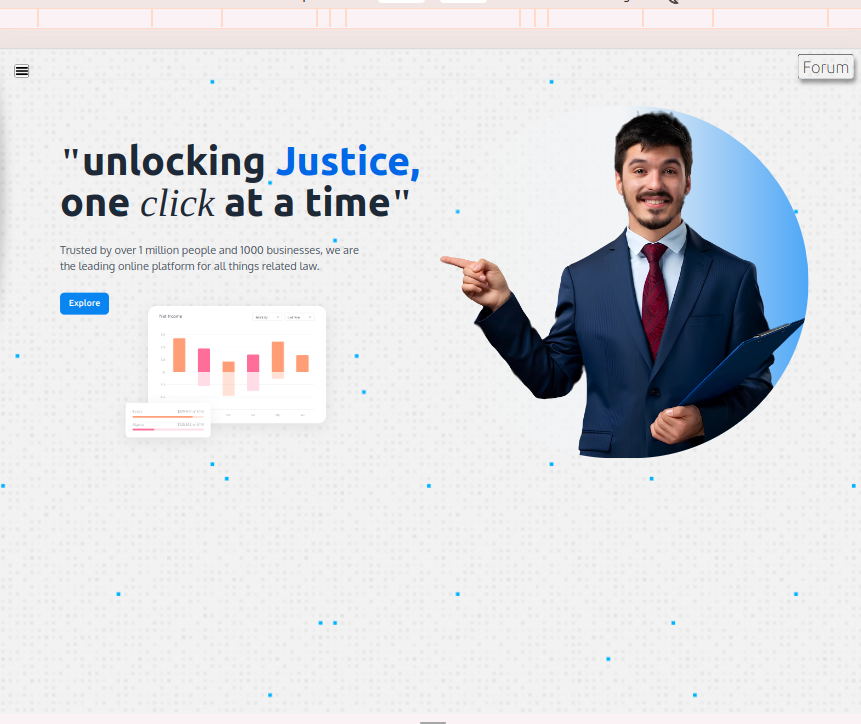 Forum
"unlocking Justice,
one click at a time"
Trusted by over 1 million people and 1000 businesses, we are
the leading online platform for all things related law.
Explore
Net Income